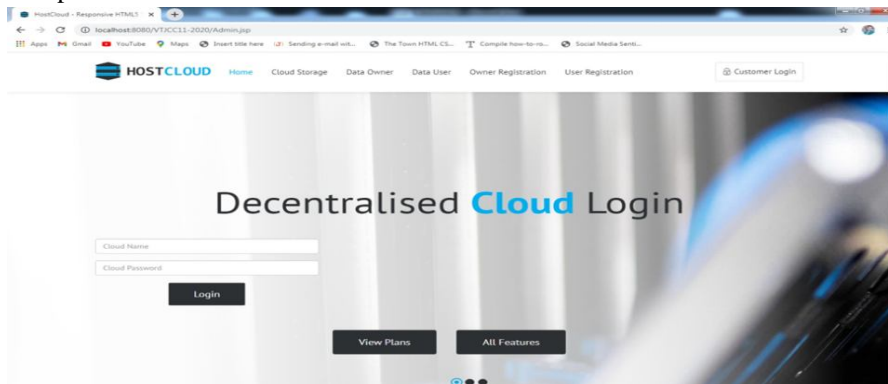 HostCloud - Responsive HTML5
localhost:8080/VTJCC11-2020/Admin.jsp
Apps Gmail YouTube Maps Insert title here Sending e-mail wit... The Town HTML CS... Compile how-to-ro... Social Media Senti...
HOSTCLOUD Home Cloud Storage Data Owner Data User Owner Registration User Registration Customer Login
Decentralised Cloud Login
Cloud Name
Cloud Password
Login
View Plans All Features